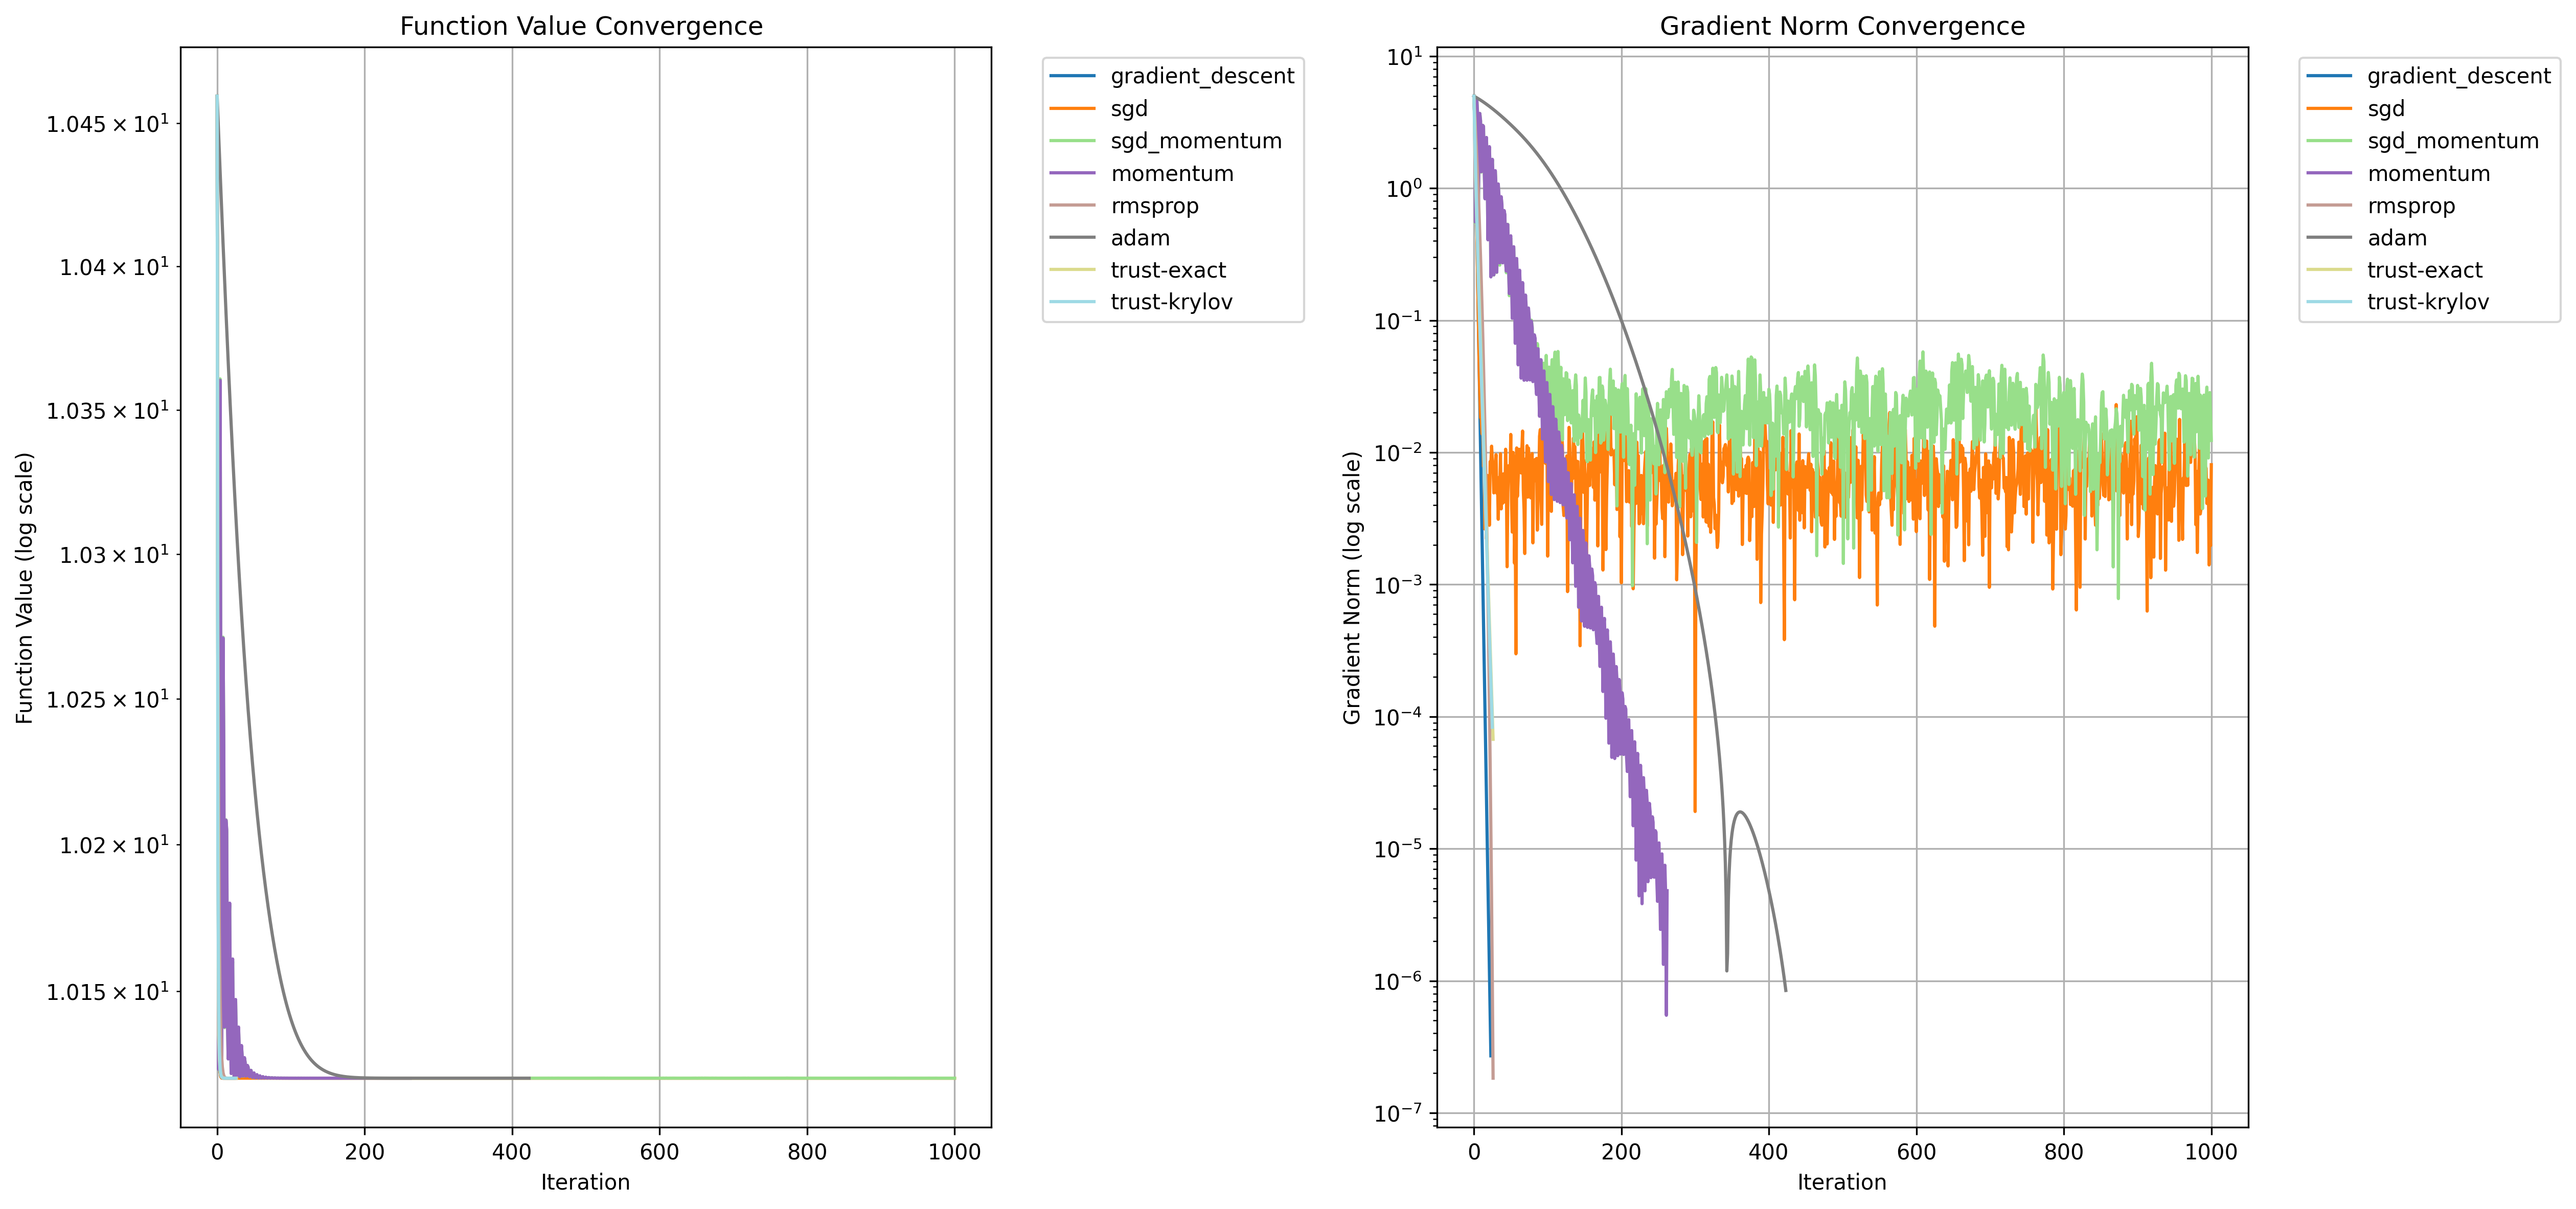 Function Value Convergence
Function Value (log scale)
1.045 × 10¹
1.04 × 10¹
1.035 × 10¹
1.03 × 10¹
1.025 × 10¹
1.02 × 10¹
1.015 × 10¹
0 200 400 600 800 1000
Iteration
gradient_descent
sgd
sgd_momentum
momentum
rmsprop
adam
trust-exact
trust-krylov
Gradient Norm Convergence
Gradient Norm (log scale)
10¹
10⁰
10⁻¹
10⁻²
10⁻³
10⁻⁴
10⁻⁵
10⁻⁶
10⁻⁷
0 200 400 600 800 1000
Iteration
gradient_descent
sgd
sgd_momentum
momentum
rmsprop
adam
trust-exact
trust-krylov